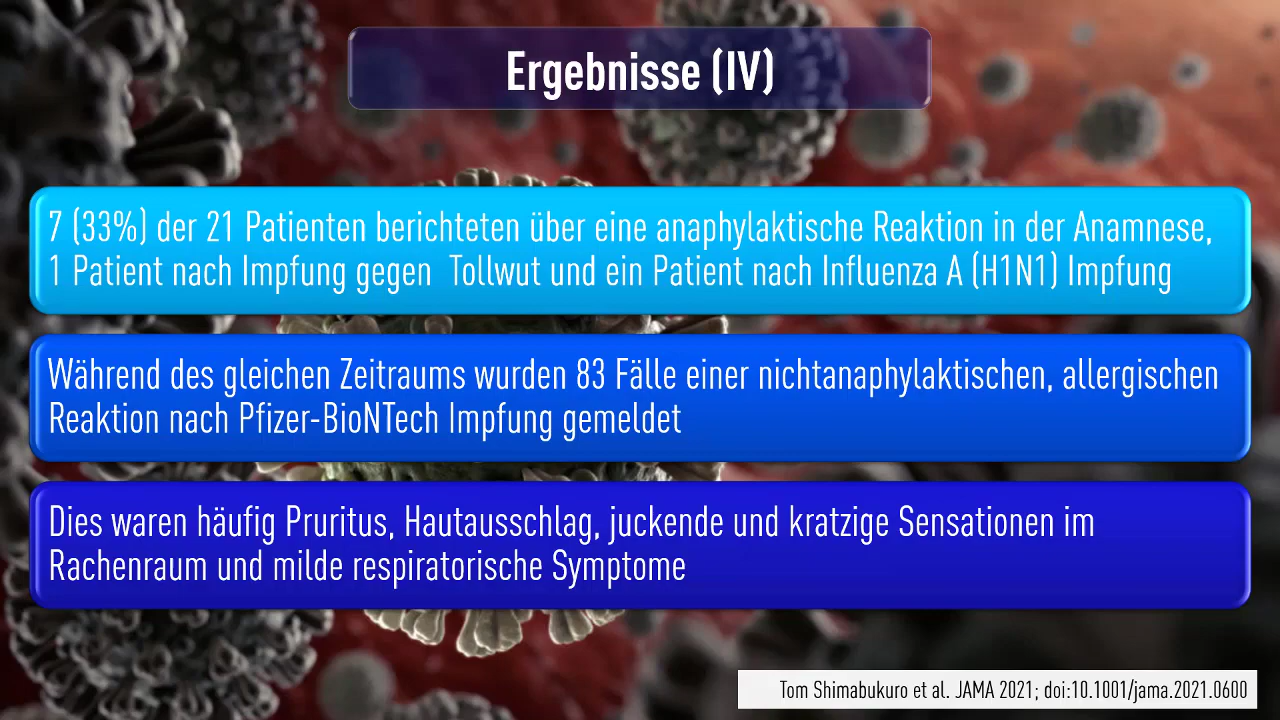 Ergebnisse (IV)
7 (33%) der 21 Patienten berichteten über eine anaphylaktische Reaktion in der Anamnese,
1 Patient nach Impfung gegen  Tollwut und ein Patient nach Influenza A (H1N1) Impfung
Während des gleichen Zeitraums wurden 83 Fälle einer nichtanaphylaktischen, allergischen
Reaktion nach Pfizer-BioNTech Impfung gemeldet
Dies waren häufig Pruritus, Hautausschlag, juckende und kratzige Sensationen im
Rachenraum und milde respiratorische Symptome
Tom Shimabukuro et al. JAMA 2021; doi:10.1001/jama.2021.0600